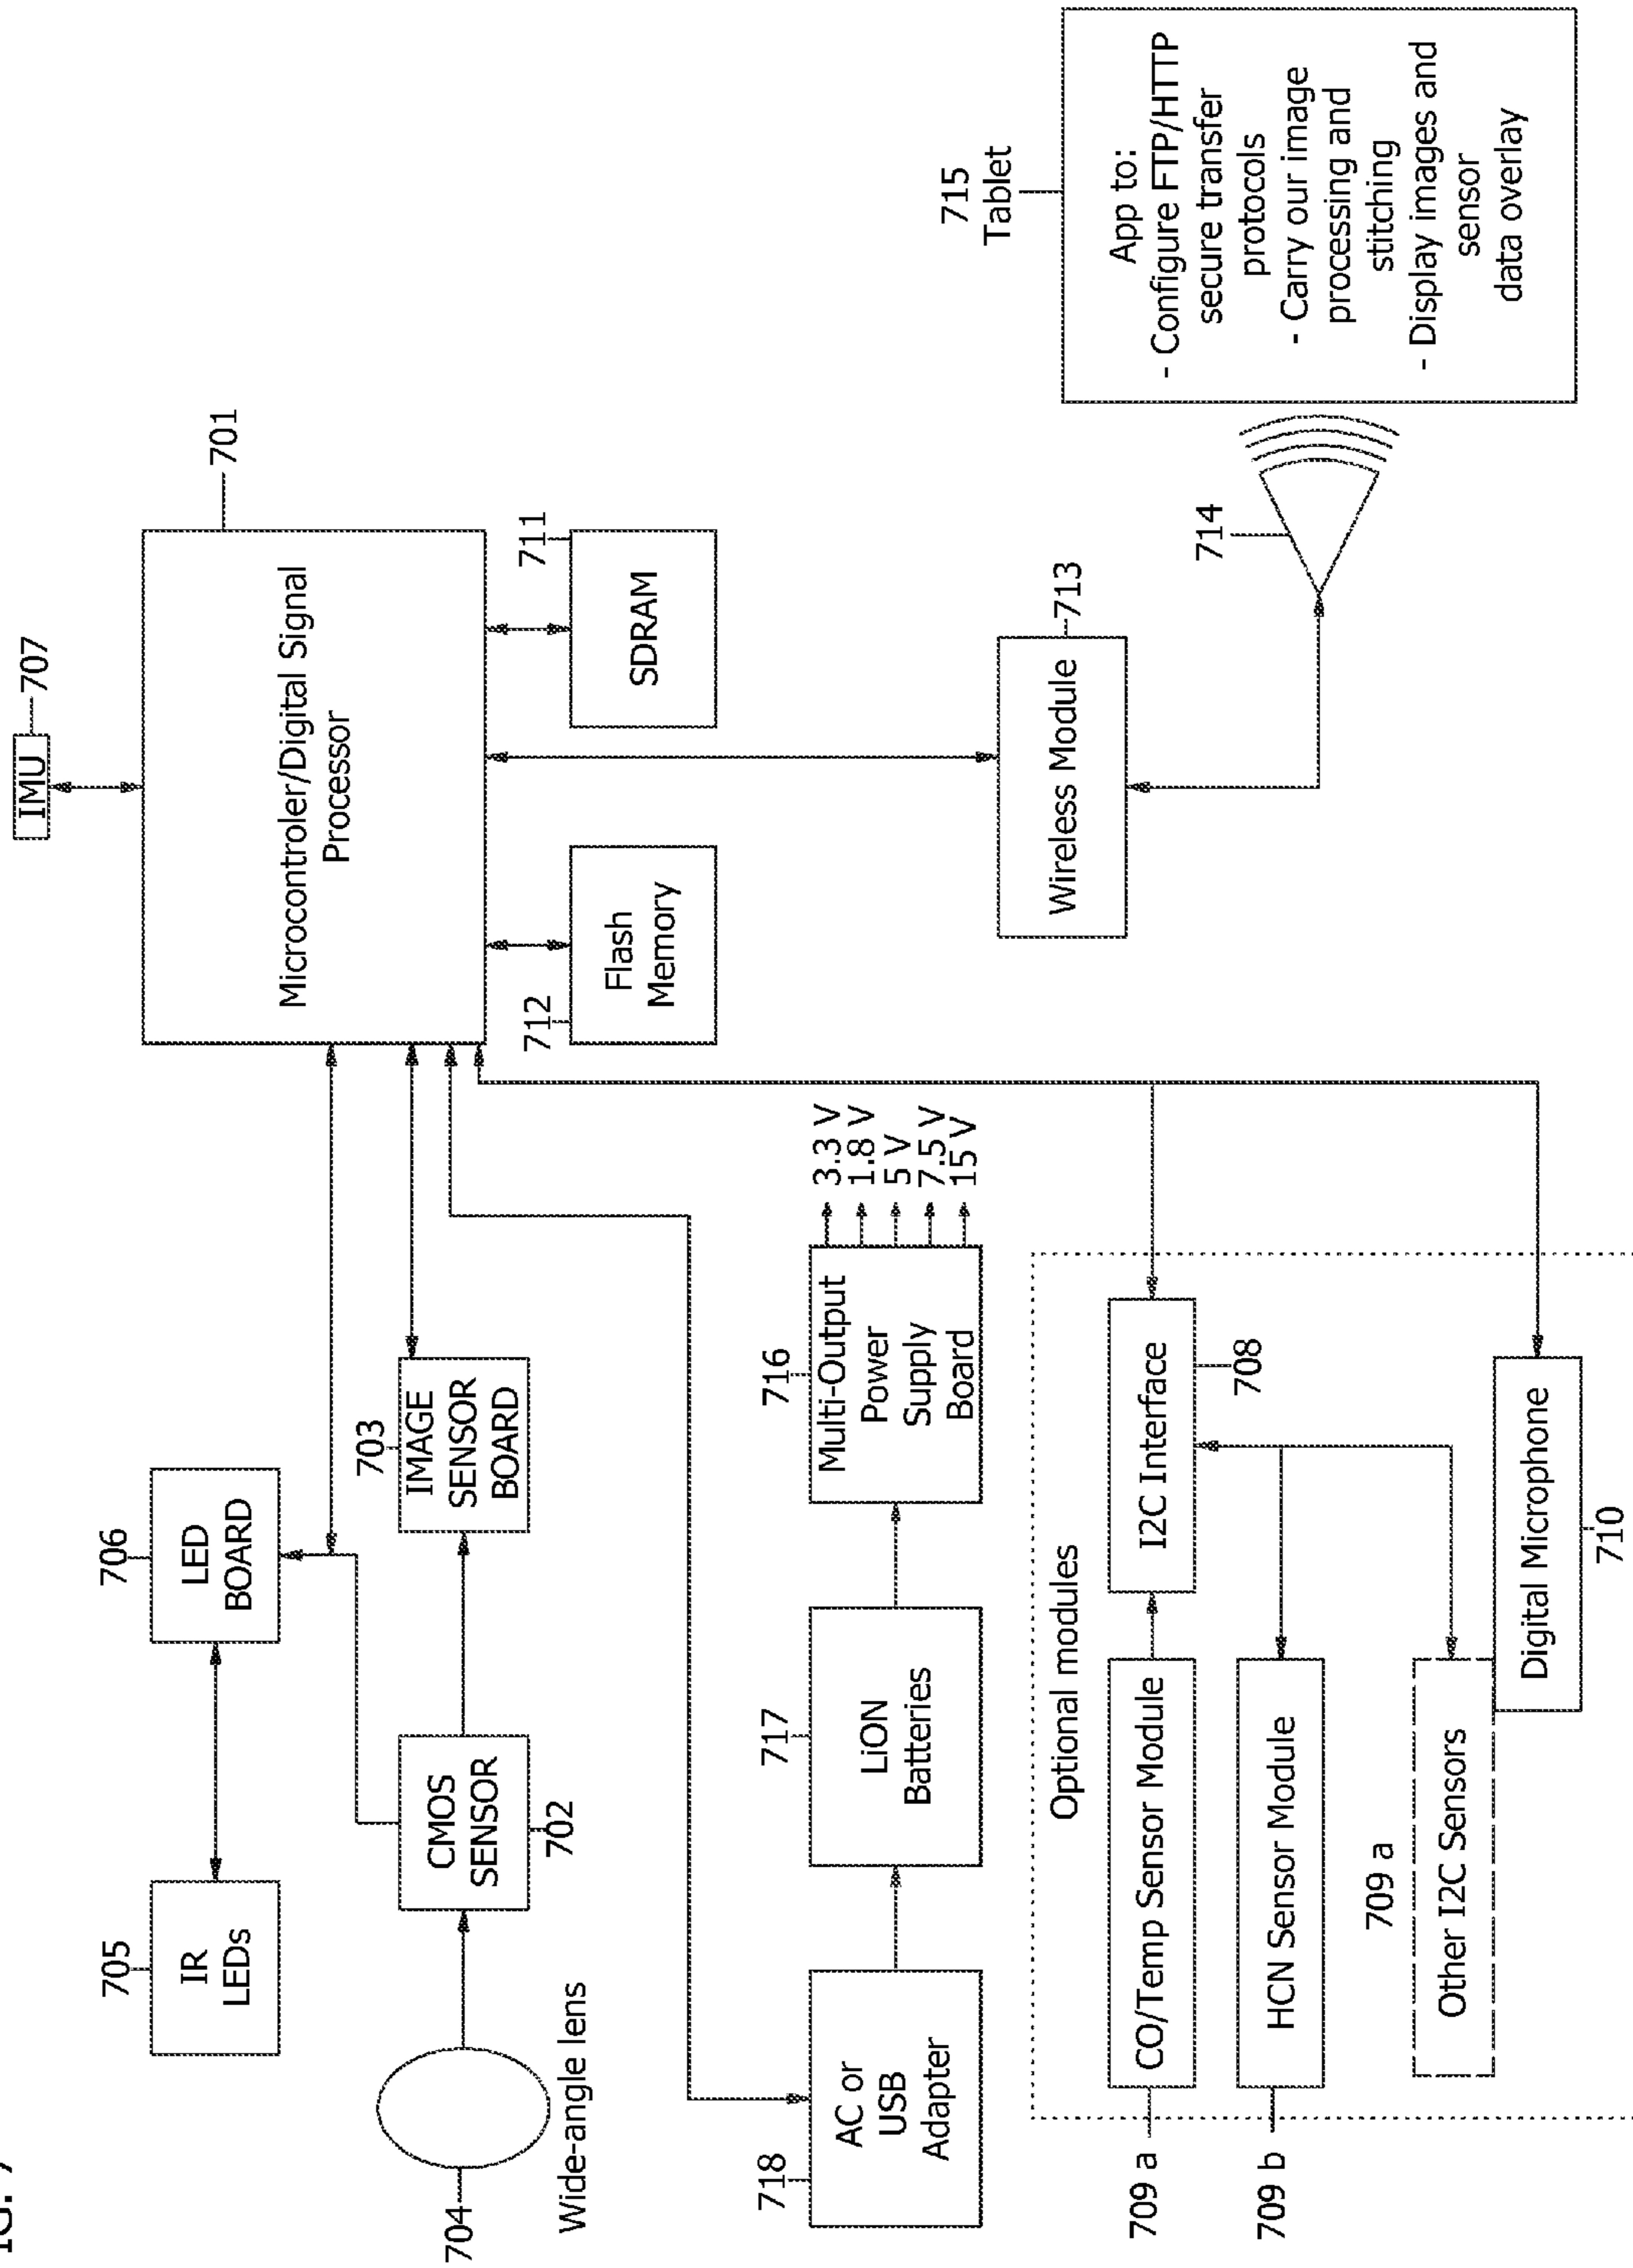 IG. 7
705
IR
LEDs
706
LED
BOARD
704
Wide-angle lens
CMOS
SENSOR
702
703
IMAGE
SENSOR
BOARD
IMU
707
701
Microcontroler/Digital Signal
Processor
712
Flash
Memory
711
SDRAM
718
AC or
USB
Adapter
717
LiON
Batteries
716
Multi-Output
Power
Supply
Board
3.3 V
1.8 V
5 V
7.5 V
15 V
Wireless Module
713
714
715
Tablet
App to:
- Configure FTP/HTTP
secure transfer
protocols
- Carry our image
processing and
stitching
- Display images and
sensor
data overlay
Optional modules
709 a
CO/Temp Sensor Module
I2C Interface
708
709 b
HCN Sensor Module
709 a
Other I2C Sensors
Digital Microphone
710